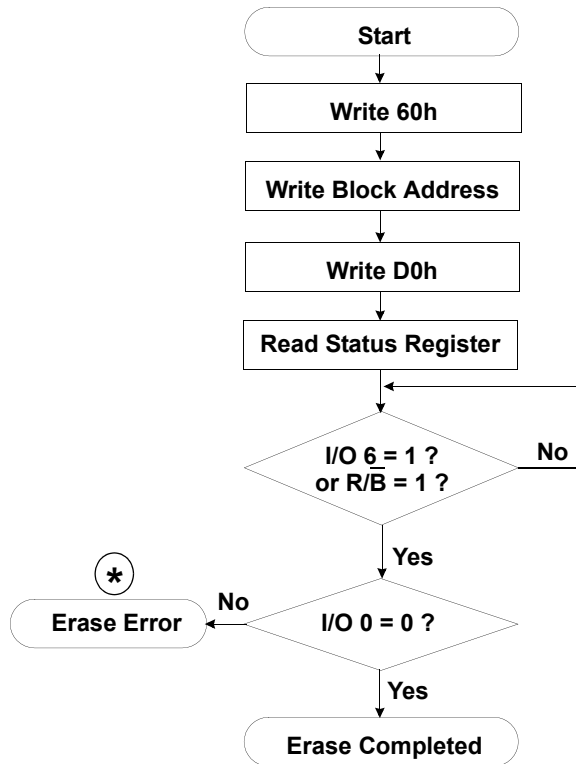 Start
Write 60h
Write Block Address
Write D0h
Read Status Register
I/O 6 = 1 ?
or R/B̅ = 1 ?
No
Yes
*
No
Erase Error
I/O 0 = 0 ?
Yes
Erase Completed